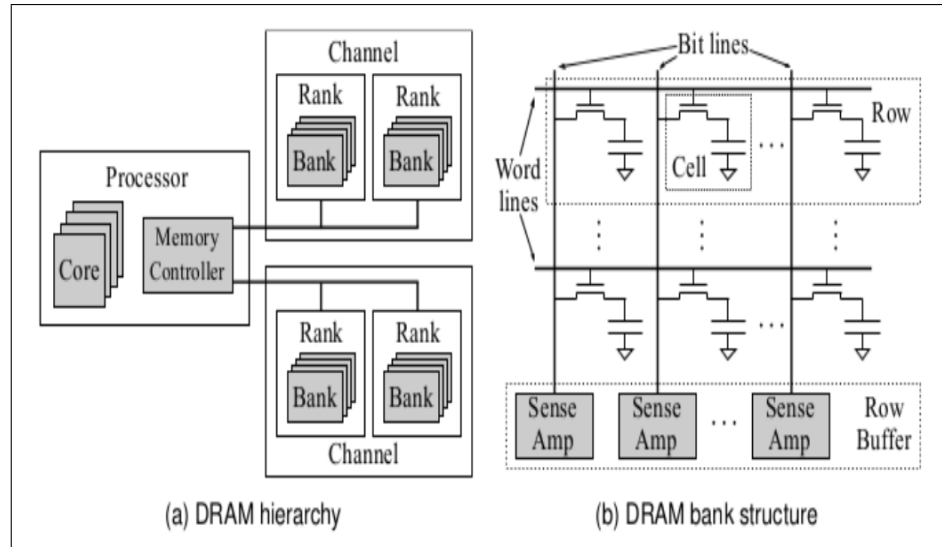 Channel
Rank
Rank
Bank
Bank
Processor
Core
Memory
Controller
Rank
Rank
Bank
Bank
Channel
(a) DRAM hierarchy
Bit lines
Row
Word
lines
Cell
Sense
Amp
Sense
Amp
Sense
Amp
Row
Buffer
(b) DRAM bank structure